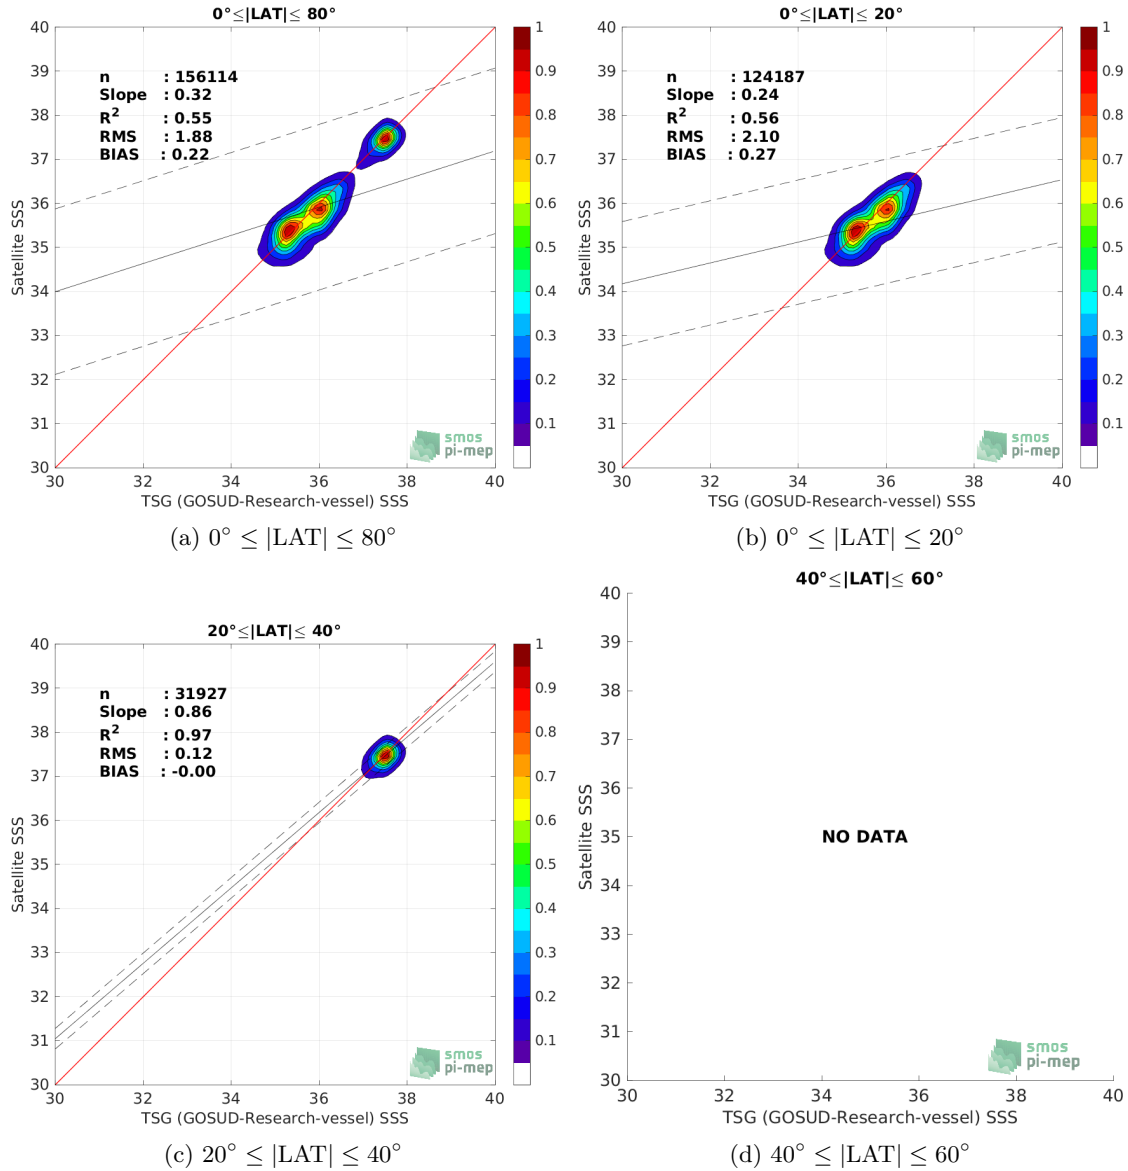 0°≤|LAT|≤ 80°
40
39
38
37
36
35
34
33
32
31
30
Satellite SSS
n : 156114
Slope : 0.32
R² : 0.55
RMS : 1.88
BIAS : 0.22
1
0.9
0.8
0.7
0.6
0.5
0.4
0.3
0.2
0.1
smos
pi-mep
30 32 34 36 38 40
TSG (GOSUD-Research-vessel) SSS
(a) 0° ≤ |LAT| ≤ 80°
0°≤|LAT|≤ 20°
40
39
38
37
36
35
34
33
32
31
30
Satellite SSS
n : 124187
Slope : 0.24
R² : 0.56
RMS : 2.10
BIAS : 0.27
1
0.9
0.8
0.7
0.6
0.5
0.4
0.3
0.2
0.1
smos
pi-mep
30 32 34 36 38 40
TSG (GOSUD-Research-vessel) SSS
(b) 0° ≤ |LAT| ≤ 20°
20°≤|LAT|≤ 40°
40
39
38
37
36
35
34
33
32
31
30
Satellite SSS
n : 31927
Slope : 0.86
R² : 0.97
RMS : 0.12
BIAS : -0.00
1
0.9
0.8
0.7
0.6
0.5
0.4
0.3
0.2
0.1
smos
pi-mep
30 32 34 36 38 40
TSG (GOSUD-Research-vessel) SSS
(c) 20° ≤ |LAT| ≤ 40°
40°≤|LAT|≤ 60°
40
39
38
37
36
35
34
33
32
31
30
Satellite SSS
NO DATA
smos
pi-mep
30 32 34 36 38 40
TSG (GOSUD-Research-vessel) SSS
(d) 40° ≤ |LAT| ≤ 60°